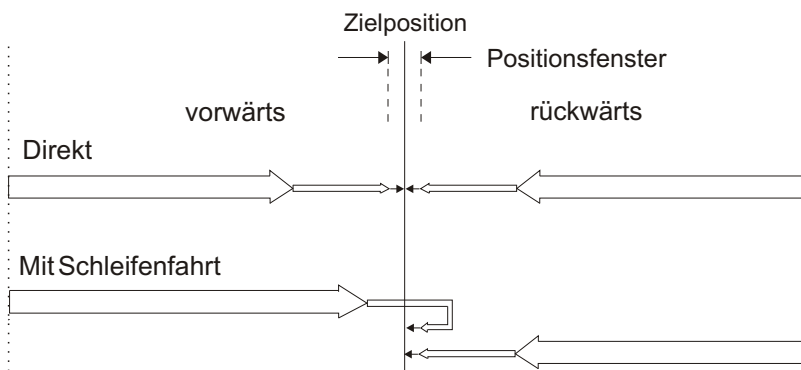 Zielposition
Positionsfenster
vorwärts
rückwärts
Direkt
Mit Schleifenfahrt